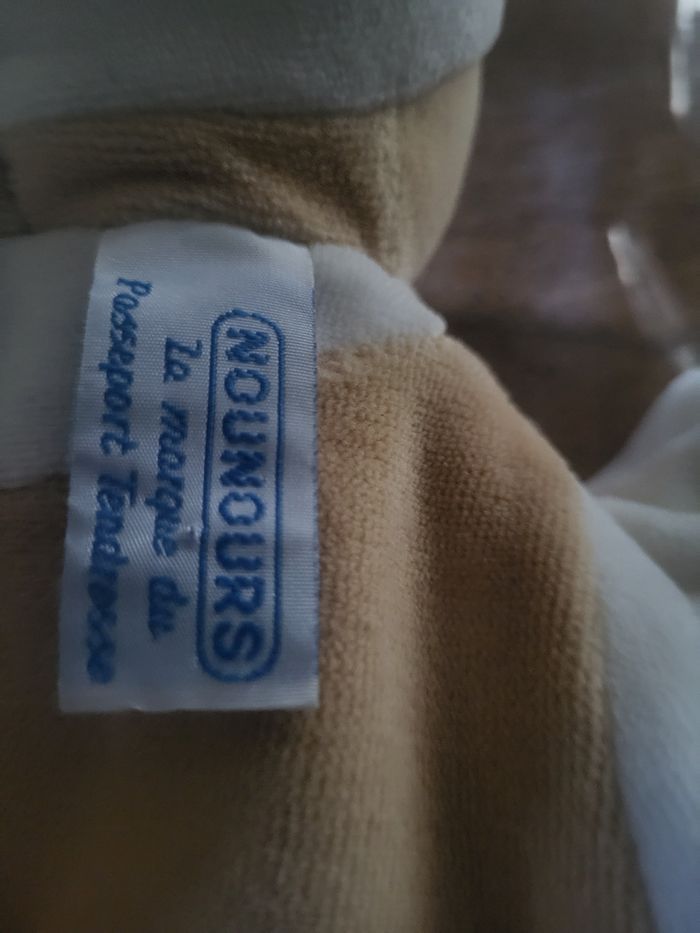 NOUNOURS
la marque du
Passeport Tendresse